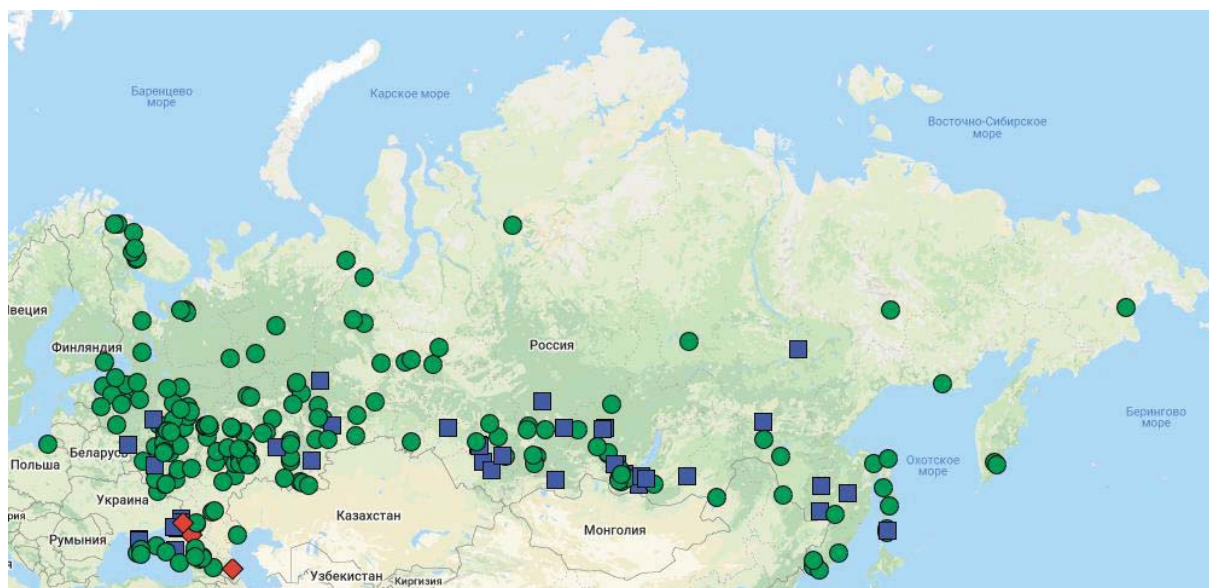 Баренцево
море
Карское море
Восточно-Сибирское
море
Швеция
Финляндия
Россия
Берингово
море
Беларусь
Польша
Охотское
море
Украина
Казахстан
Монголия
Румыния
Узбекистан
Киргизия